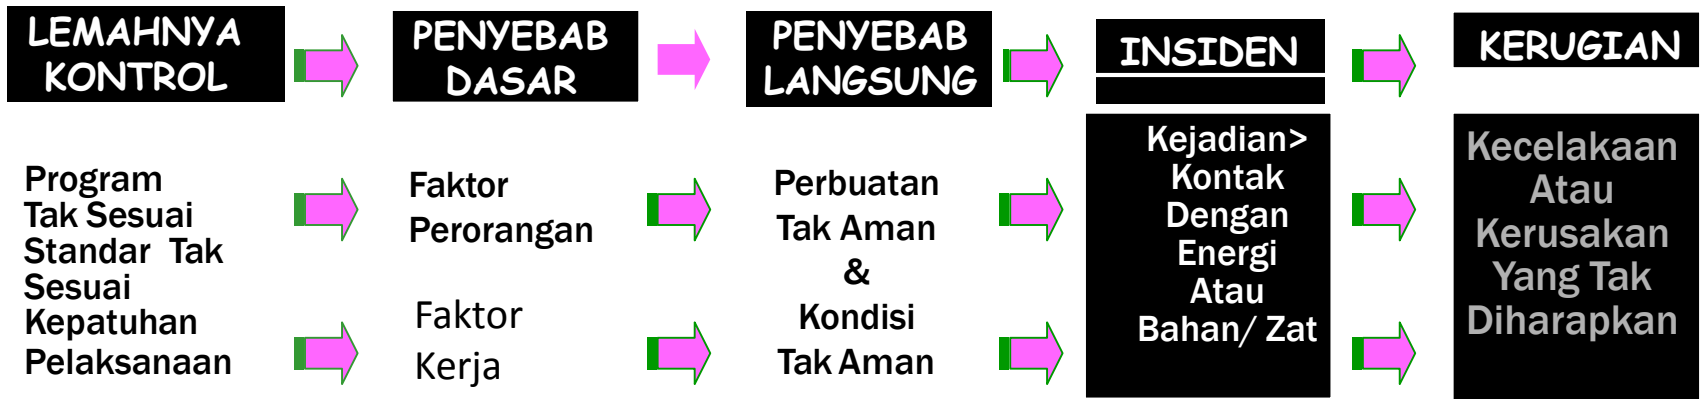 LEMAHNYA
KONTROL
PENYEBAB
DASAR
PENYEBAB
LANGSUNG
INSIDEN
KERUGIAN
Program
Tak Sesuai
Standar Tak
Sesuai
Kepatuhan
Pelaksanaan
Faktor
Perorangan
Faktor
Kerja
Perbuatan
Tak Aman
&
Kondisi
Tak Aman
Kejadian>
Kontak
Dengan
Energi
Atau
Bahan/ Zat
Kecelakaan
Atau
Kerusakan
Yang Tak
Diharapkan